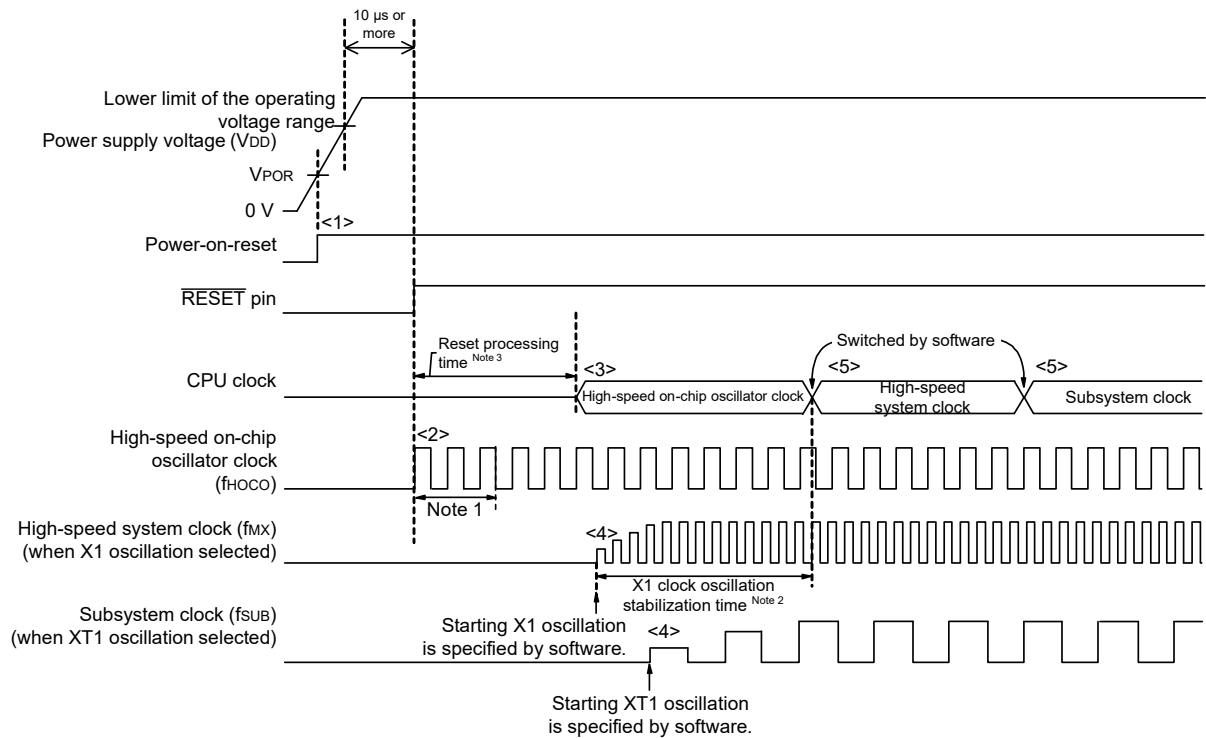 10 µs or
more
Lower limit of the operating
voltage range
Power supply voltage (VDD)
VPOR
0 V
<1>
Power-on-reset
RESET pin
Reset processing
time Note 3
Switched by software
CPU clock
<3>
High-speed on-chip oscillator clock
<5>
High-speed
system clock
<5>
Subsystem clock
High-speed on-chip
oscillator clock
(fHOCO)
<2>
Note 1
High-speed system clock (fMX)
(when X1 oscillation selected)
<4>
X1 clock oscillation
stabilization time Note 2
Subsystem clock (fSUB)
(when XT1 oscillation selected)
Starting X1 oscillation
is specified by software.
<4>
Starting XT1 oscillation
is specified by software.